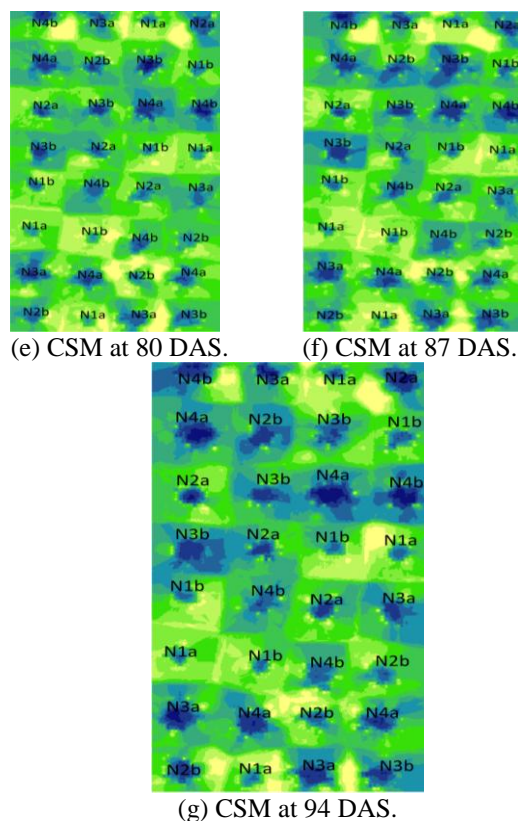 N4b N3a N1a N2a
N4a N2b N3b N1b
N2a N3b N4a N4b
N3b N2a N1b N1a
N1b N4b N2a N3a
N1a N1b N4b N2b
N3a N4a N2b N4a
N2b N1a N3a N3b
(e) CSM at 80 DAS.
N4b N3a N1a N2a
N4a N2b N3b N1b
N2a N3b N4a N4b
N3b N2a N1b N1a
N1b N4b N2a N3a
N1a N1b N4b N2b
N3a N4a N2b N4a
N2b N1a N3a N3b
(f) CSM at 87 DAS.
N4b N3a N1a N2a
N4a N2b N3b N1b
N2a N3b N4a N4b
N3b N2a N1b N1a
N1b N4b N2a N3a
N1a N1b N4b N2b
N3a N4a N2b N4a
N2b N1a N3a N3b
(g) CSM at 94 DAS.